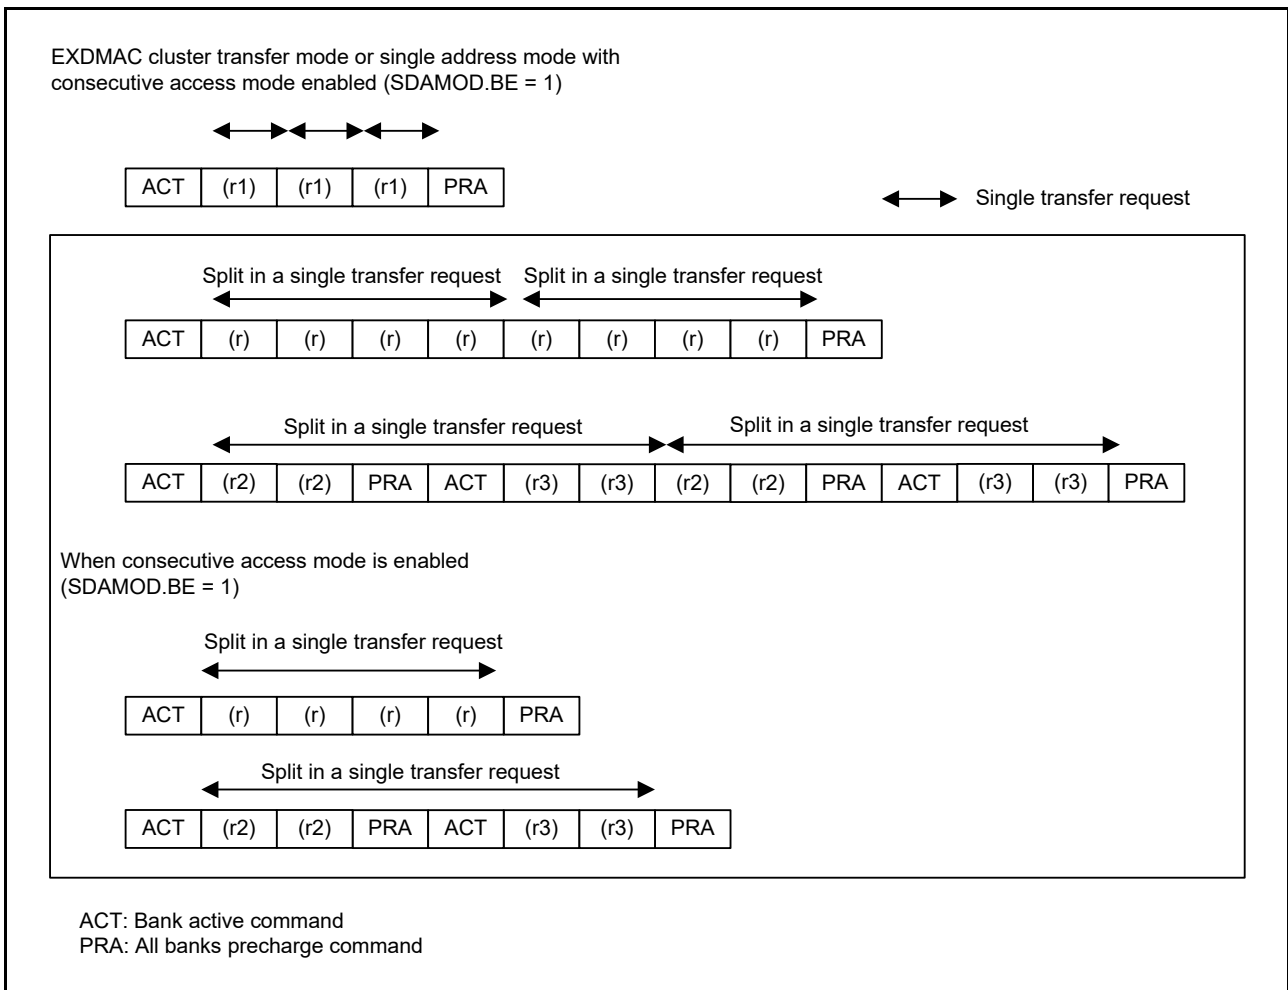 EXDMAC cluster transfer mode or single address mode with
consecutive access mode enabled (SDAMOD.BE = 1)
ACT (r1) (r1) (r1) PRA
Single transfer request
Split in a single transfer request Split in a single transfer request
ACT (r) (r) (r) (r) (r) (r) (r) (r) PRA
Split in a single transfer request Split in a single transfer request
ACT (r2) (r2) PRA ACT (r3) (r3) (r2) (r2) PRA ACT (r3) (r3) PRA
When consecutive access mode is enabled
(SDAMOD.BE = 1)
Split in a single transfer request
ACT (r) (r) (r) (r) PRA
Split in a single transfer request
ACT (r2) (r2) PRA ACT (r3) (r3) PRA
ACT: Bank active command
PRA: All banks precharge command